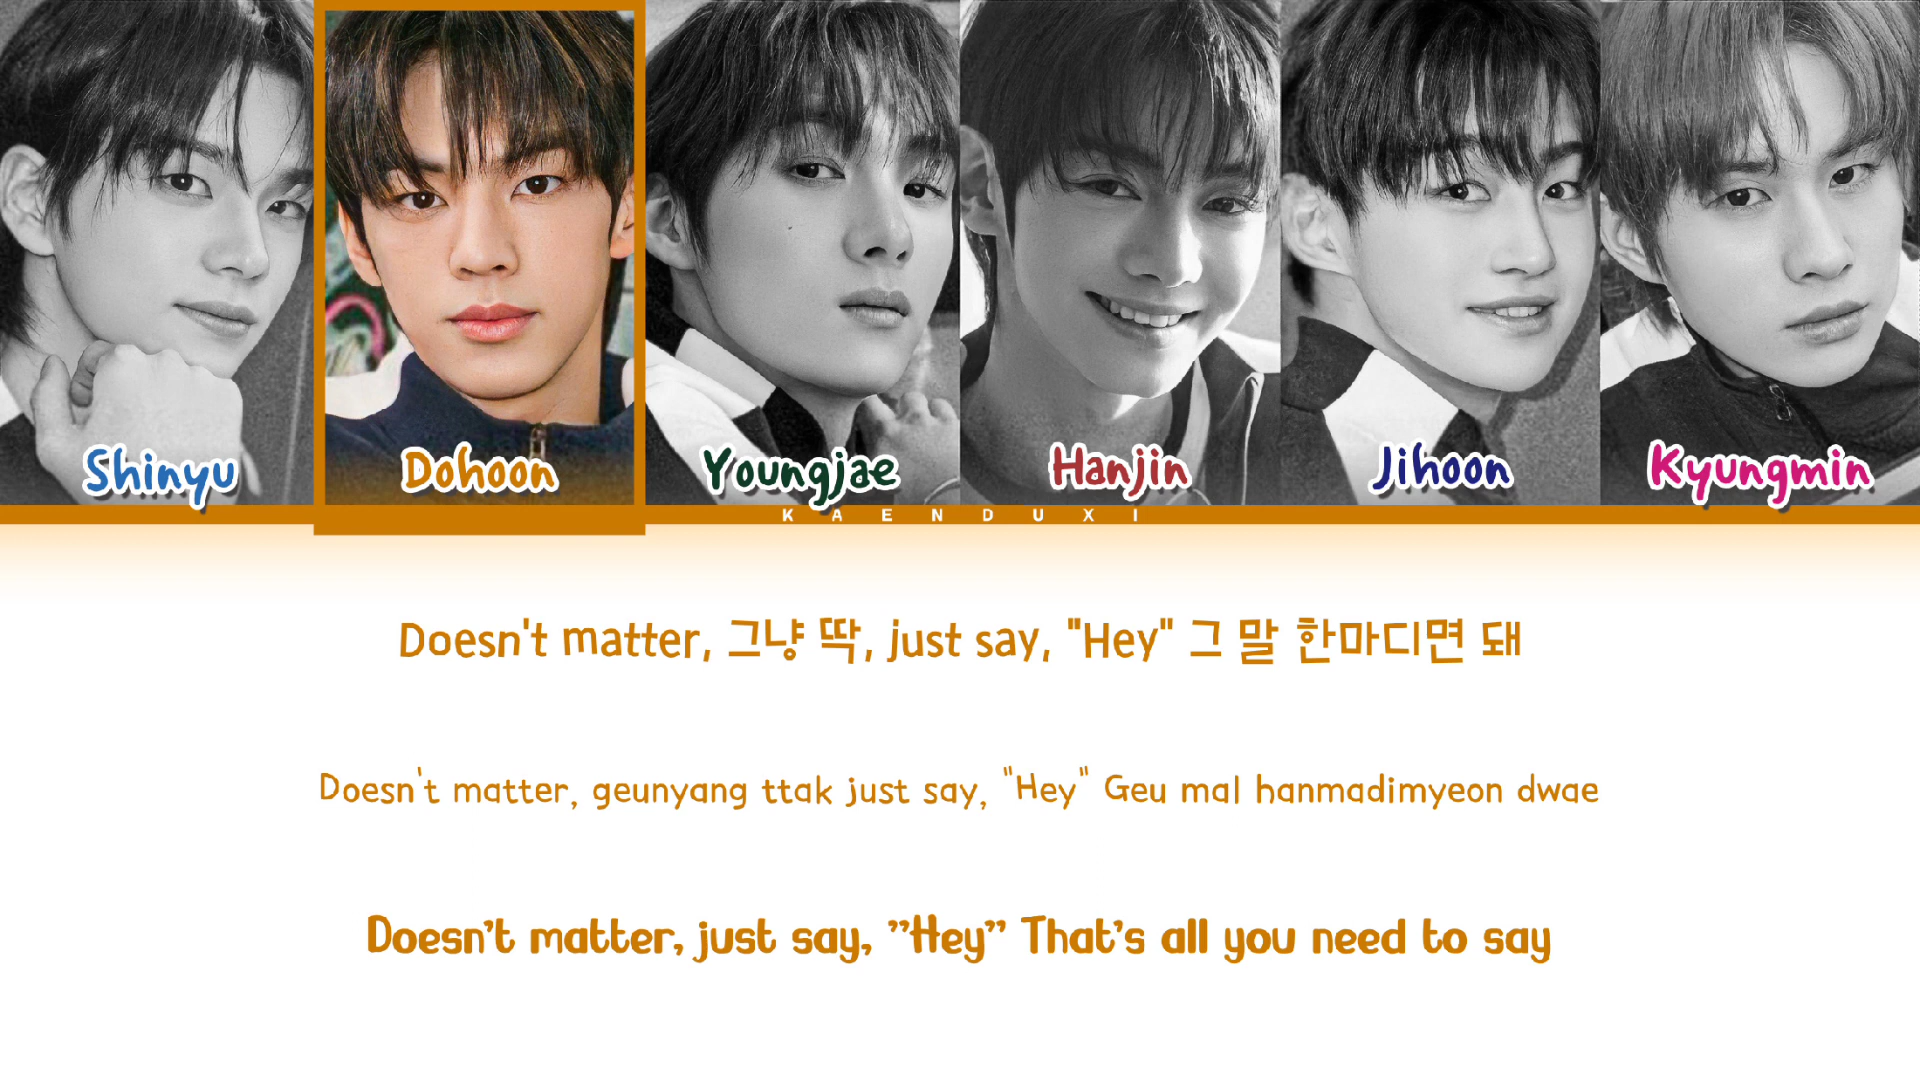 Shinyu Dohoon Youngjae Hanjin Jihoon Kyungmin
KAENDUXI
Doesn't matter, 그냥 딱, just say, "Hey" 그 말 한마디면 돼
Doesn't matter, geunyang ttak just say, "Hey" Geu mal hanmadimyeon dwae
Doesn't matter, just say, "Hey" That's all you need to say